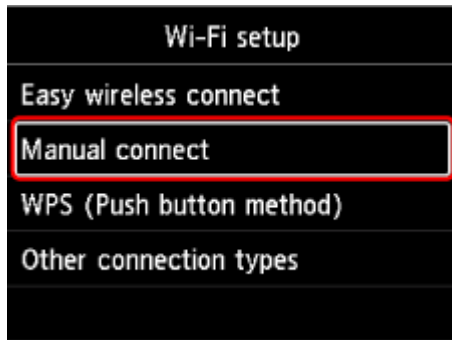 Wi-Fi setup
Easy wireless connect
Manual connect
WPS (Push button method)
Other connection types